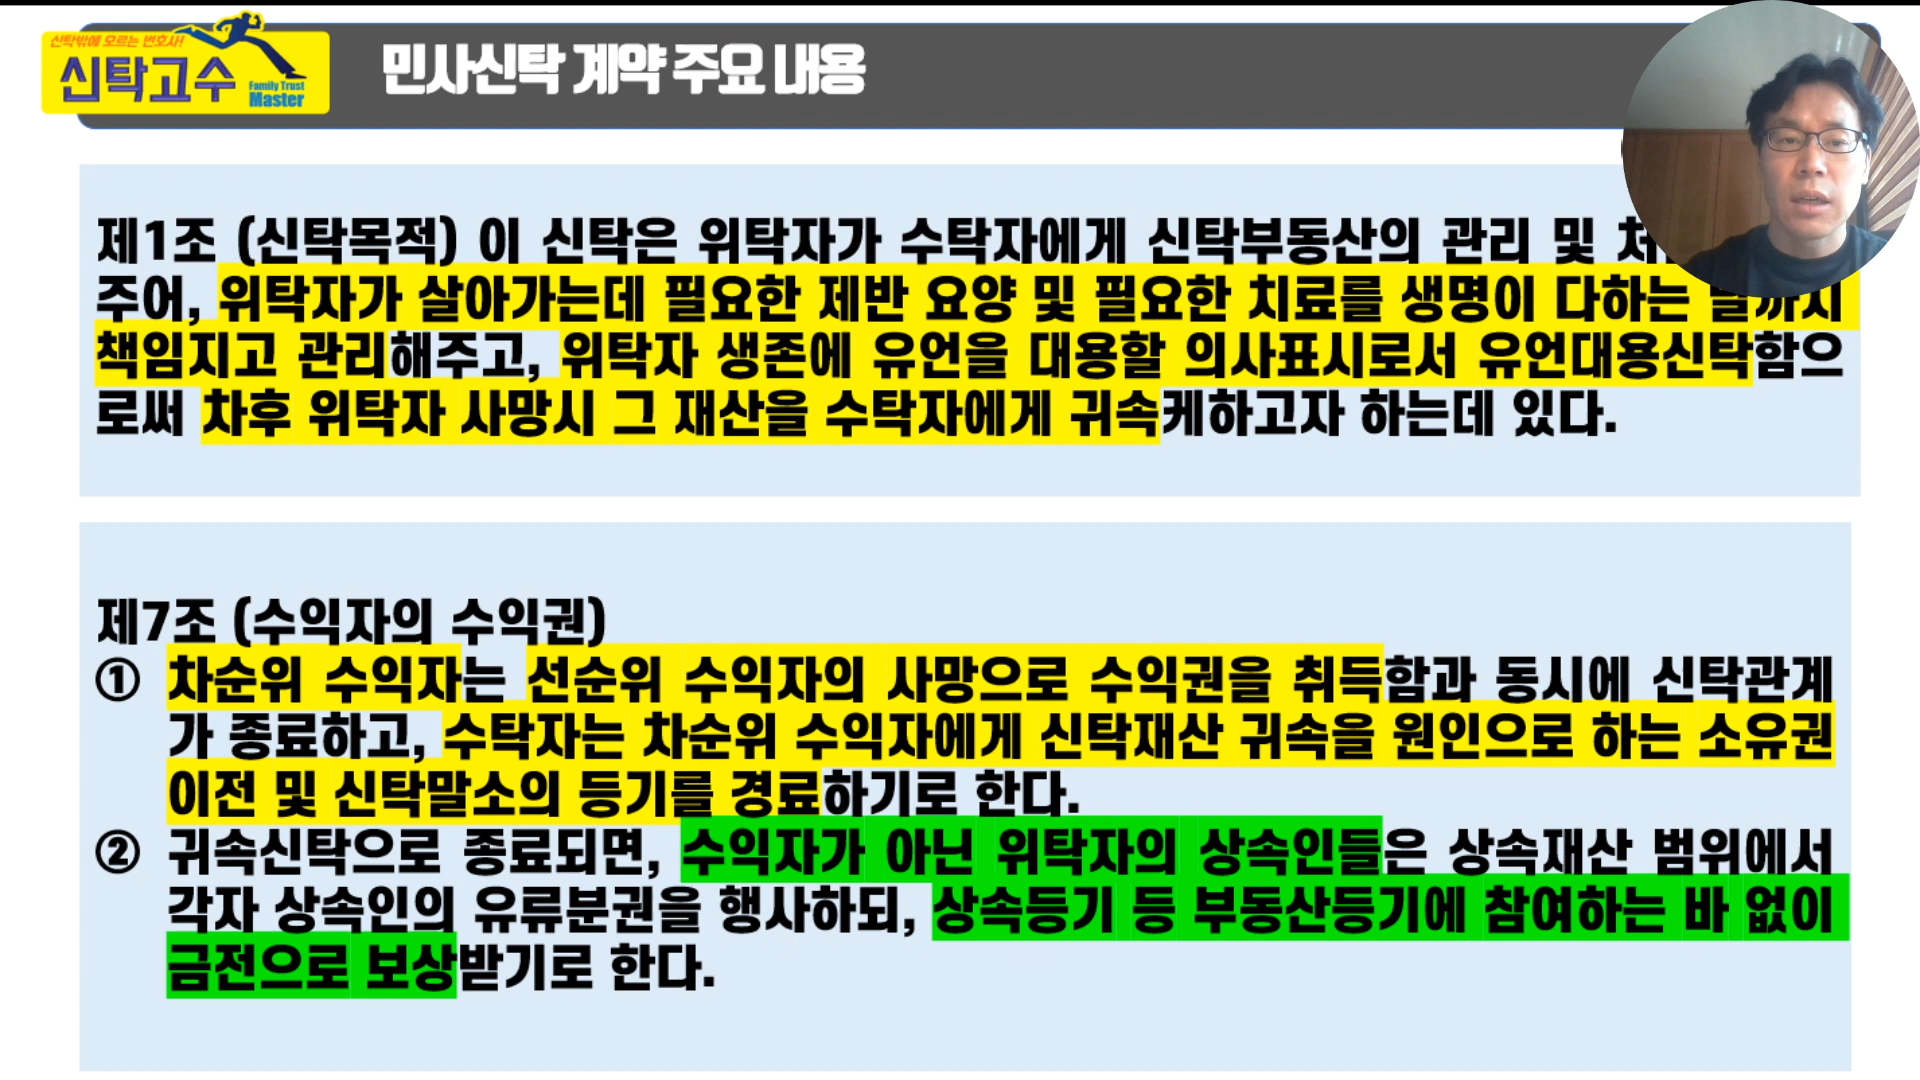 신탁밖에 모르는 변호사!
신탁고수
Family Trust
Master
민사신탁 계약 주요 내용
제1조 (신탁목적) 이 신탁은 위탁자가 수탁자에게 신탁부동산의 관리 및
주어, 위탁자가 살아가는데 필요한 제반 요양 및 필요한 치료를 생명이 다하는 날까지
책임지고 관리해주고, 위탁자 생존에 유언을 대용할 의사표시로서 유언대용신탁함으
로써 차후 위탁자 사망시 그 재산을 수탁자에게 귀속케하고자 하는데 있다.
제7조 (수익자의 수익권)
① 차순위 수익자는 선순위 수익자의 사망으로 수익권을 취득함과 동시에 신탁관계
가 종료하고, 수탁자는 차순위 수익자에게 신탁재산 귀속을 원인으로 하는 소유권
이전 및 신탁말소의 등기를 경료하기로 한다.
② 귀속신탁으로 종료되면, 수익자가 아닌 위탁자의 상속인들은 상속재산 범위에서
각자 상속인의 유류분권을 행사하되, 상속등기 등 부동산등기에 참여하는 바 없이
금전으로 보상받기로 한다.